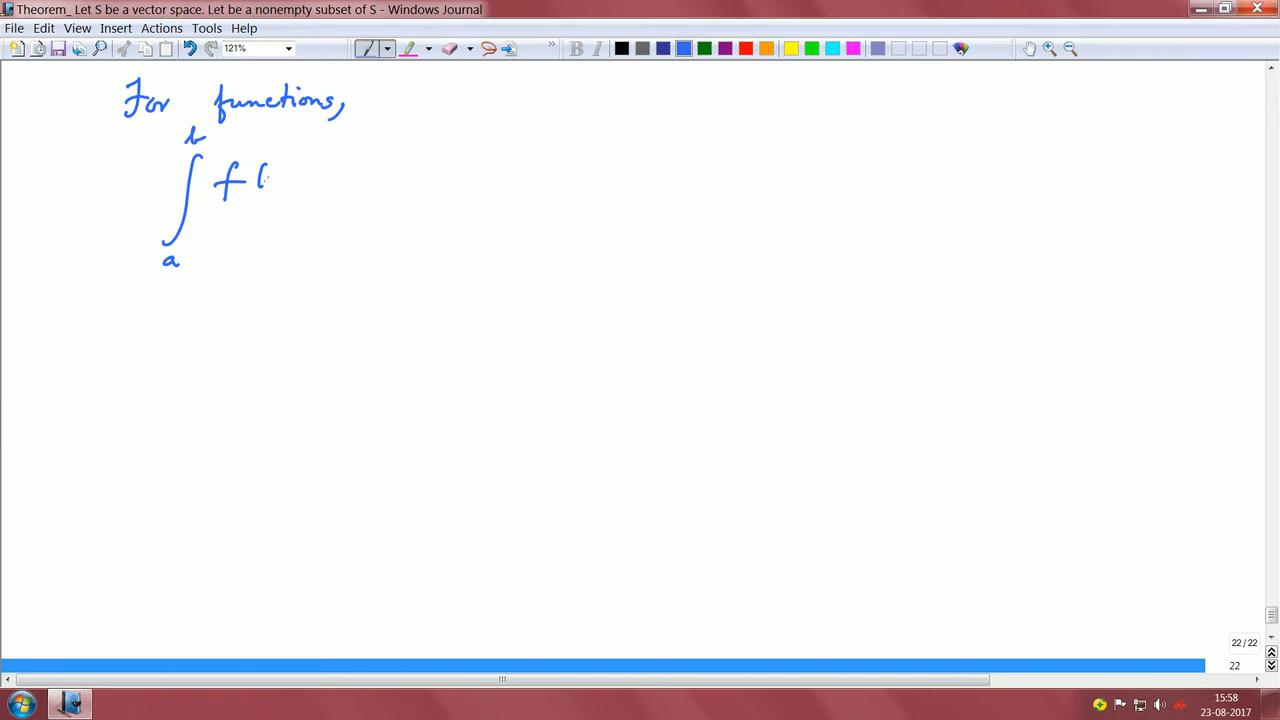 Theorem_ Let S be a vector space. Let be a nonempty subset of S - Windows Journal
File Edit View Insert Actions Tools Help
121%
For functions,
b
∫ f (
a
22 / 22
22
15:58
23-08-2017